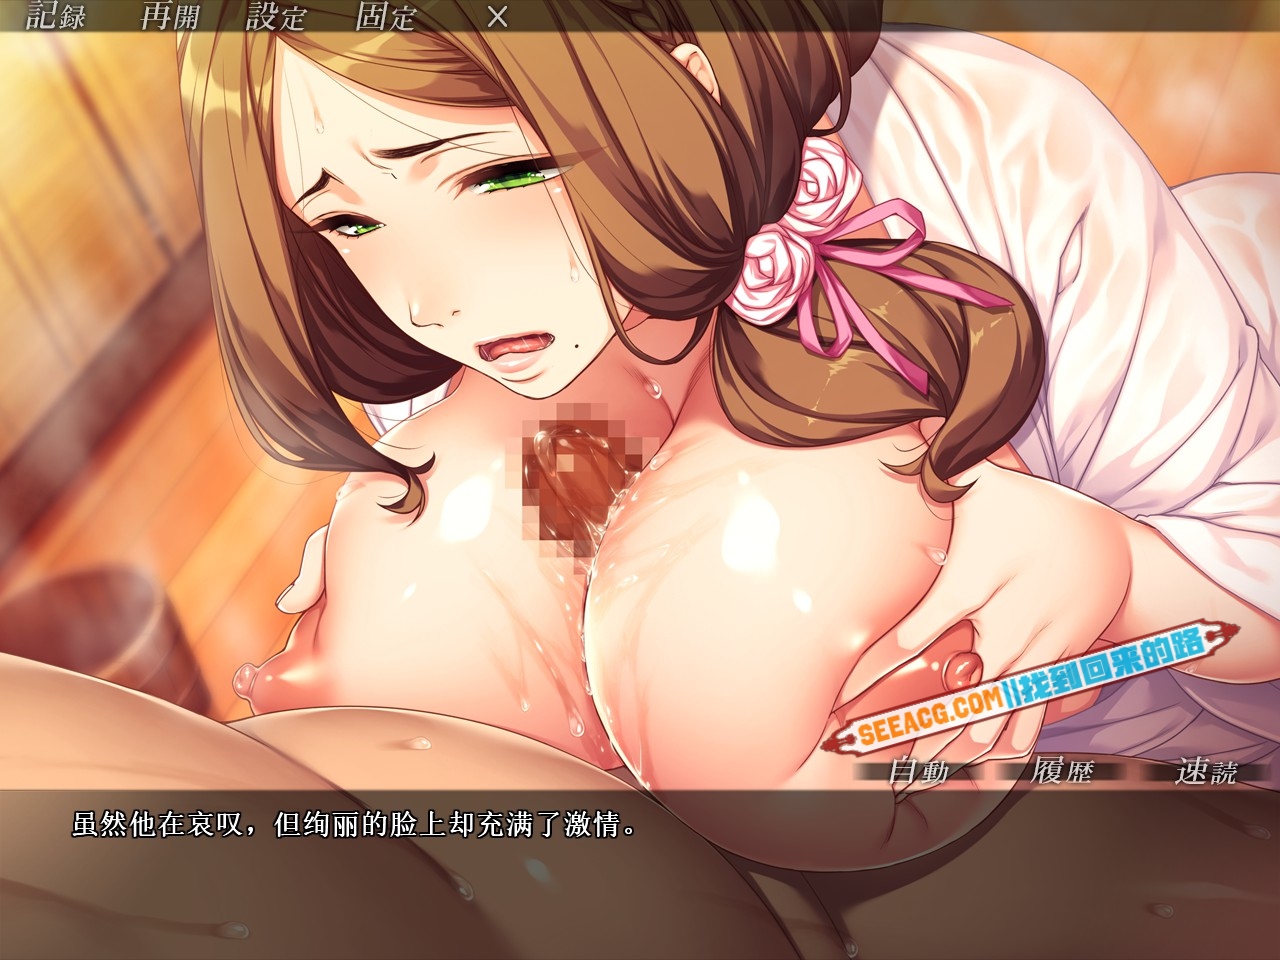 記録 再開 設定 固定 ×
SEEACG.COM||找到回来的路
自動 履歴 速読
虽然他在哀叹，但绚丽的脸上却充满了激情。